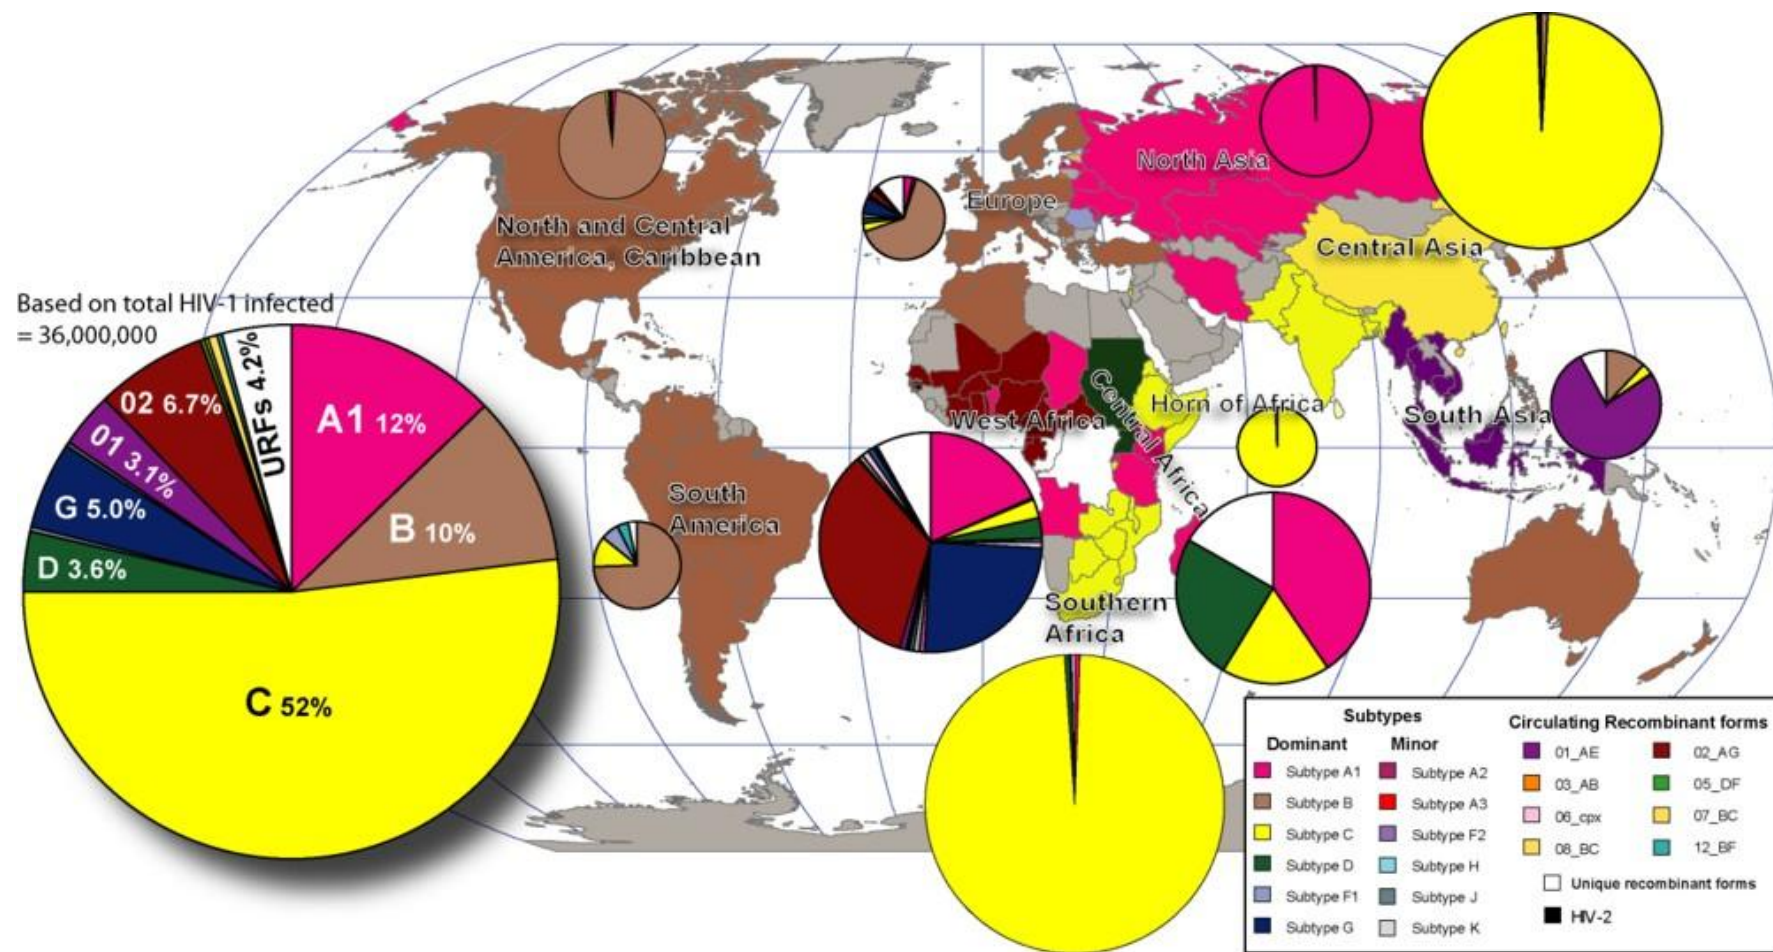 North and Central
America, Caribbean
Europe
North Asia
Central Asia
Based on total HIV-1 infected
= 36,000,000
URFs 4.2%
02 6.7%
01 3.1%
G 5.0%
D 3.6%
A1 12%
B 10%
C 52%
South
America
West Africa
Central Africa
Horn of Africa
South Asia
Southern
Africa
Subtypes
Dominant
Minor
Subtype A1
Subtype A2
Subtype B
Subtype A3
Subtype C
Subtype F2
Subtype D
Subtype H
Subtype F1
Subtype J
Subtype G
Subtype K
Circulating Recombinant forms
01_AE
02_AG
03_AB
05_DF
06_cpx
07_BC
08_BC
12_BF
Unique recombinant forms
HIV-2